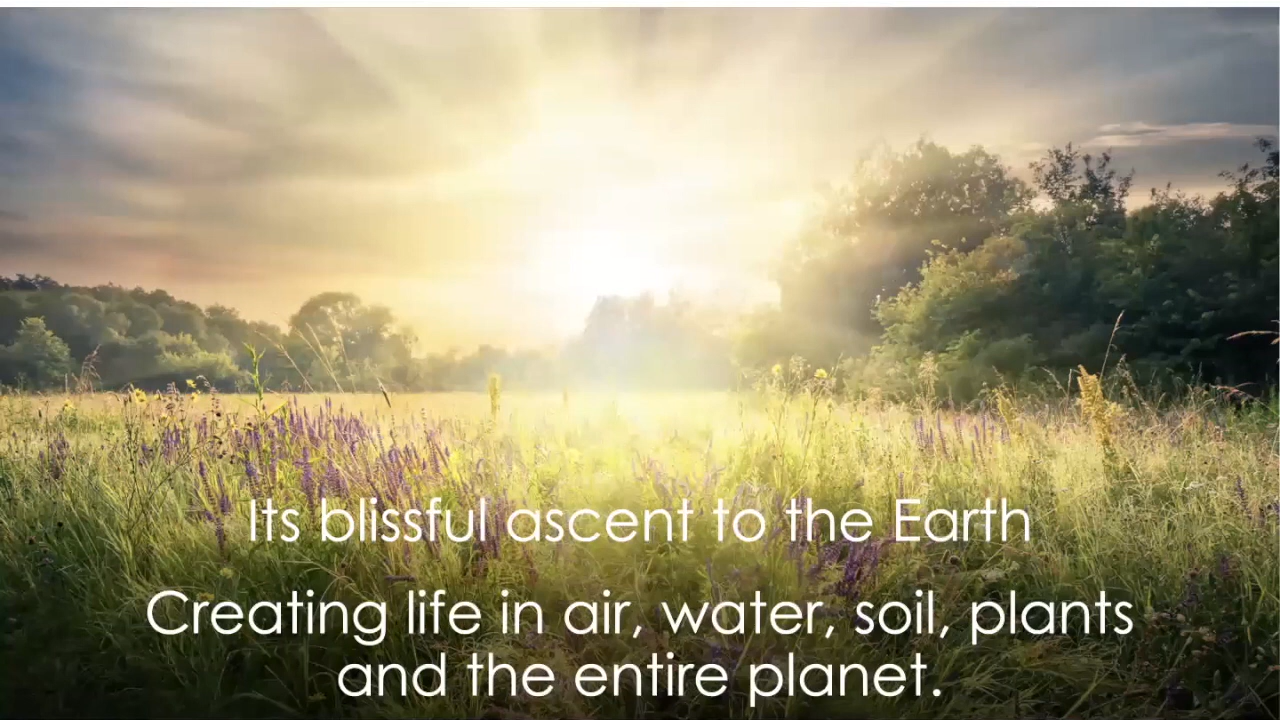 Its blissful ascent to the Earth
Creating life in air, water, soil, plants
and the entire planet.